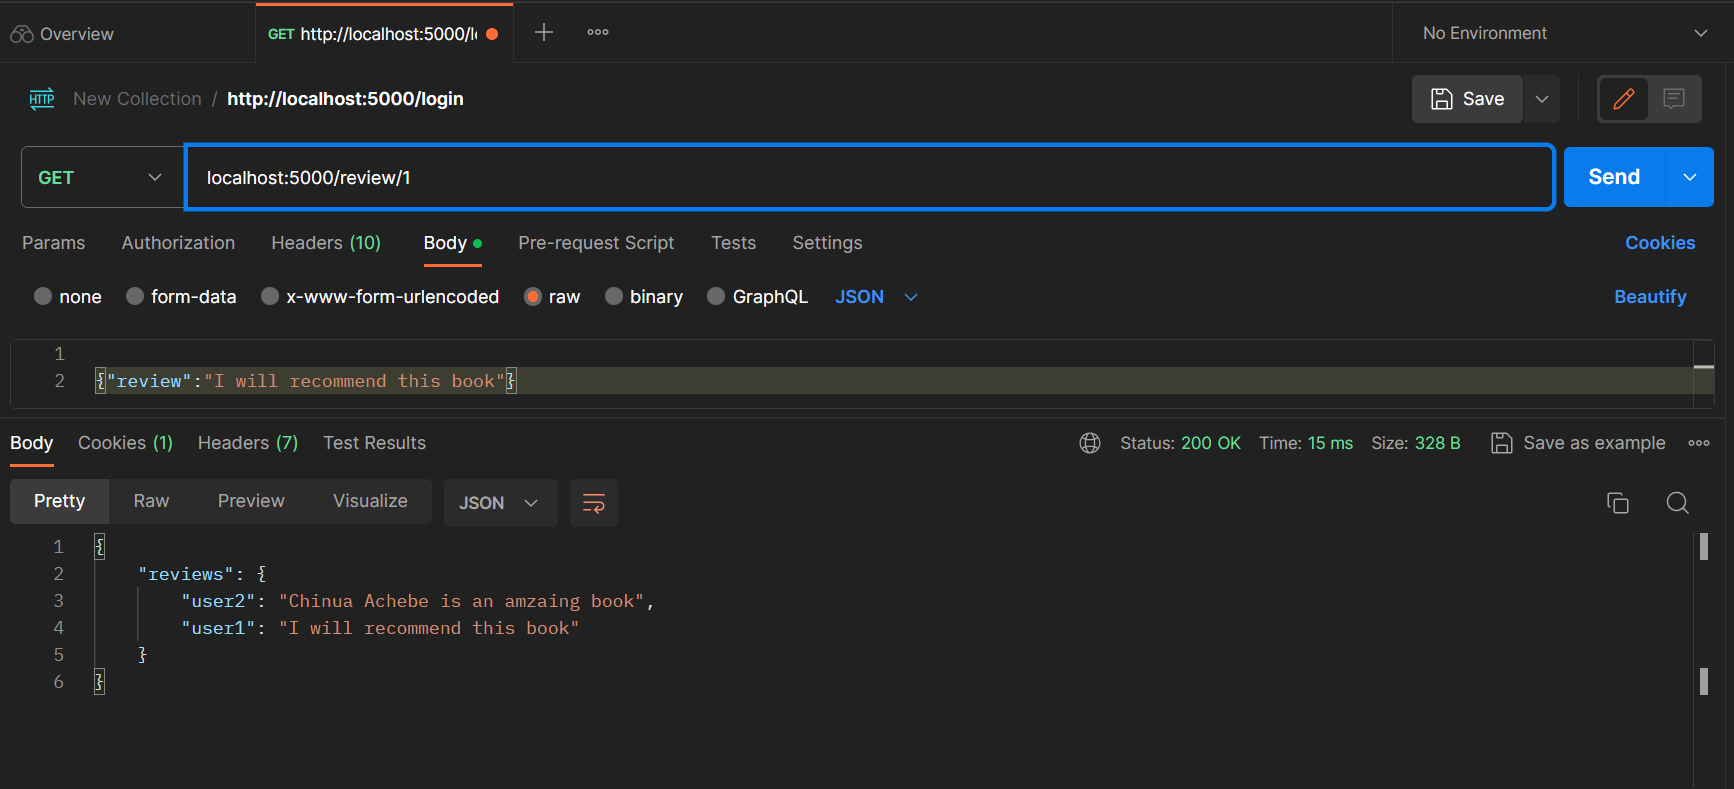 Overview
GET http://localhost:5000/l
No Environment
HTTP New Collection / http://localhost:5000/login
Save
GET localhost:5000/review/1
Send
Params Authorization Headers (10) Body Pre-request Script Tests Settings Cookies
none form-data x-www-form-urlencoded raw binary GraphQL JSON Beautify
1
2 {"review":"I will recommend this book"}
Body Cookies (1) Headers (7) Test Results Status: 200 OK Time: 15 ms Size: 328 B Save as example
Pretty Raw Preview Visualize JSON
1 {
2 "reviews": {
3 "user2": "Chinua Achebe is an amzaing book",
4 "user1": "I will recommend this book"
5 }
6 }